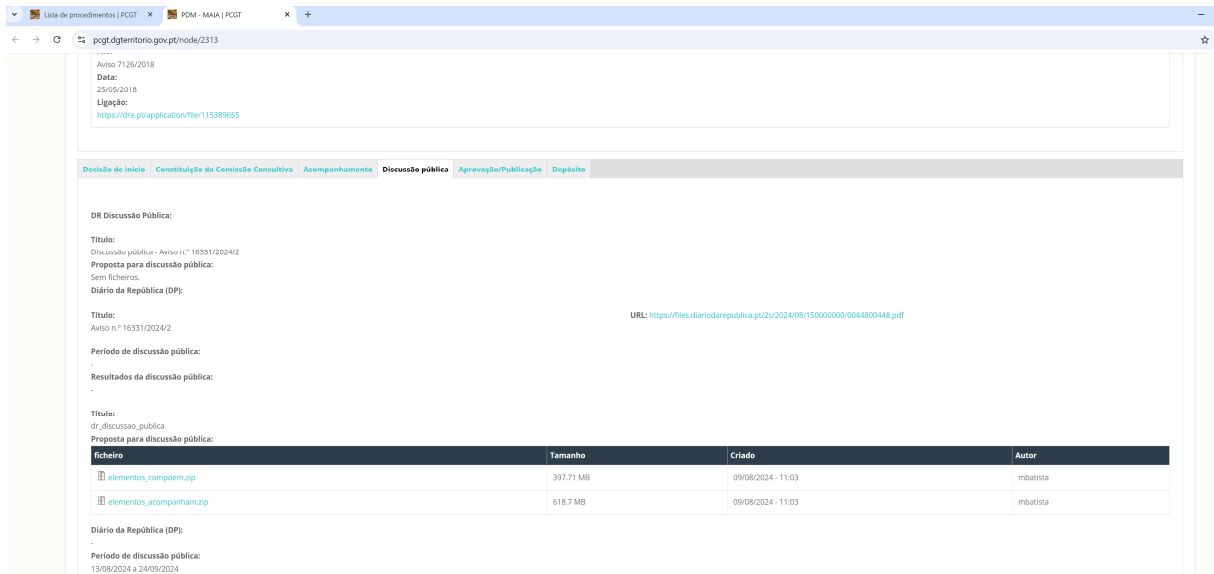 Lista de procedimentos | PCGT
PDM - MAIA | PCGT
pcgt.dgterritorio.gov.pt/node/2313
Aviso 7126/2018
Data:
25/05/2018
Ligação:
https://dre.pt/application/file/115389655
Decisão de início Constituição da Comissão Consultiva Acompanhamento Discussão pública Aprovação/Publicação Depósito
DR Discussão Pública:
Título:
Discussão pública - Aviso n.º 16331/2024/2
Proposta para discussão pública:
Sem ficheiros.
Diário da República (DP):
Título: URL: https://files.diariodarepublica.pt/2s/2024/08/150000000/0044800448.pdf
Aviso n.º 16331/2024/2
Período de discussão pública:
-
Resultados da discussão pública:
-
Título:
dr_discussao_publica
Proposta para discussão pública:
ficheiro Tamanho Criado Autor
elementos_compoem.zip 397.71 MB 09/08/2024 - 11:03 mbatista
elementos_acompanham.zip 618.7 MB 09/08/2024 - 11:03 mbatista
Diário da República (DP):
-
Período de discussão pública:
13/08/2024 a 24/09/2024